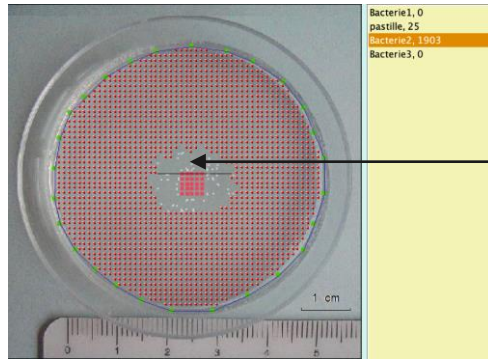 Bacterie1, 0
pastille, 25
Bacterie2, 1903
Bacterie3, 0
1 cm
0 1 2 3 4 5